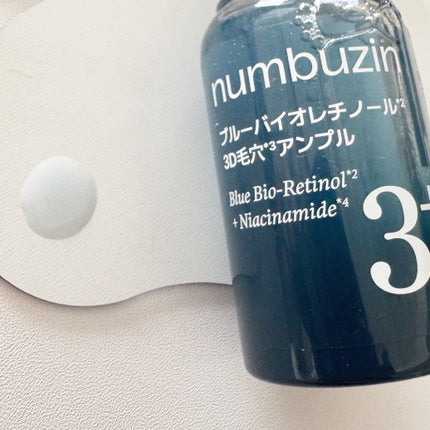 numbuzin
ブルーバイオレチノール*2
3D毛穴*3アンプル
Blue Bio-Retinol*2
+ Niacinamide*4
3+